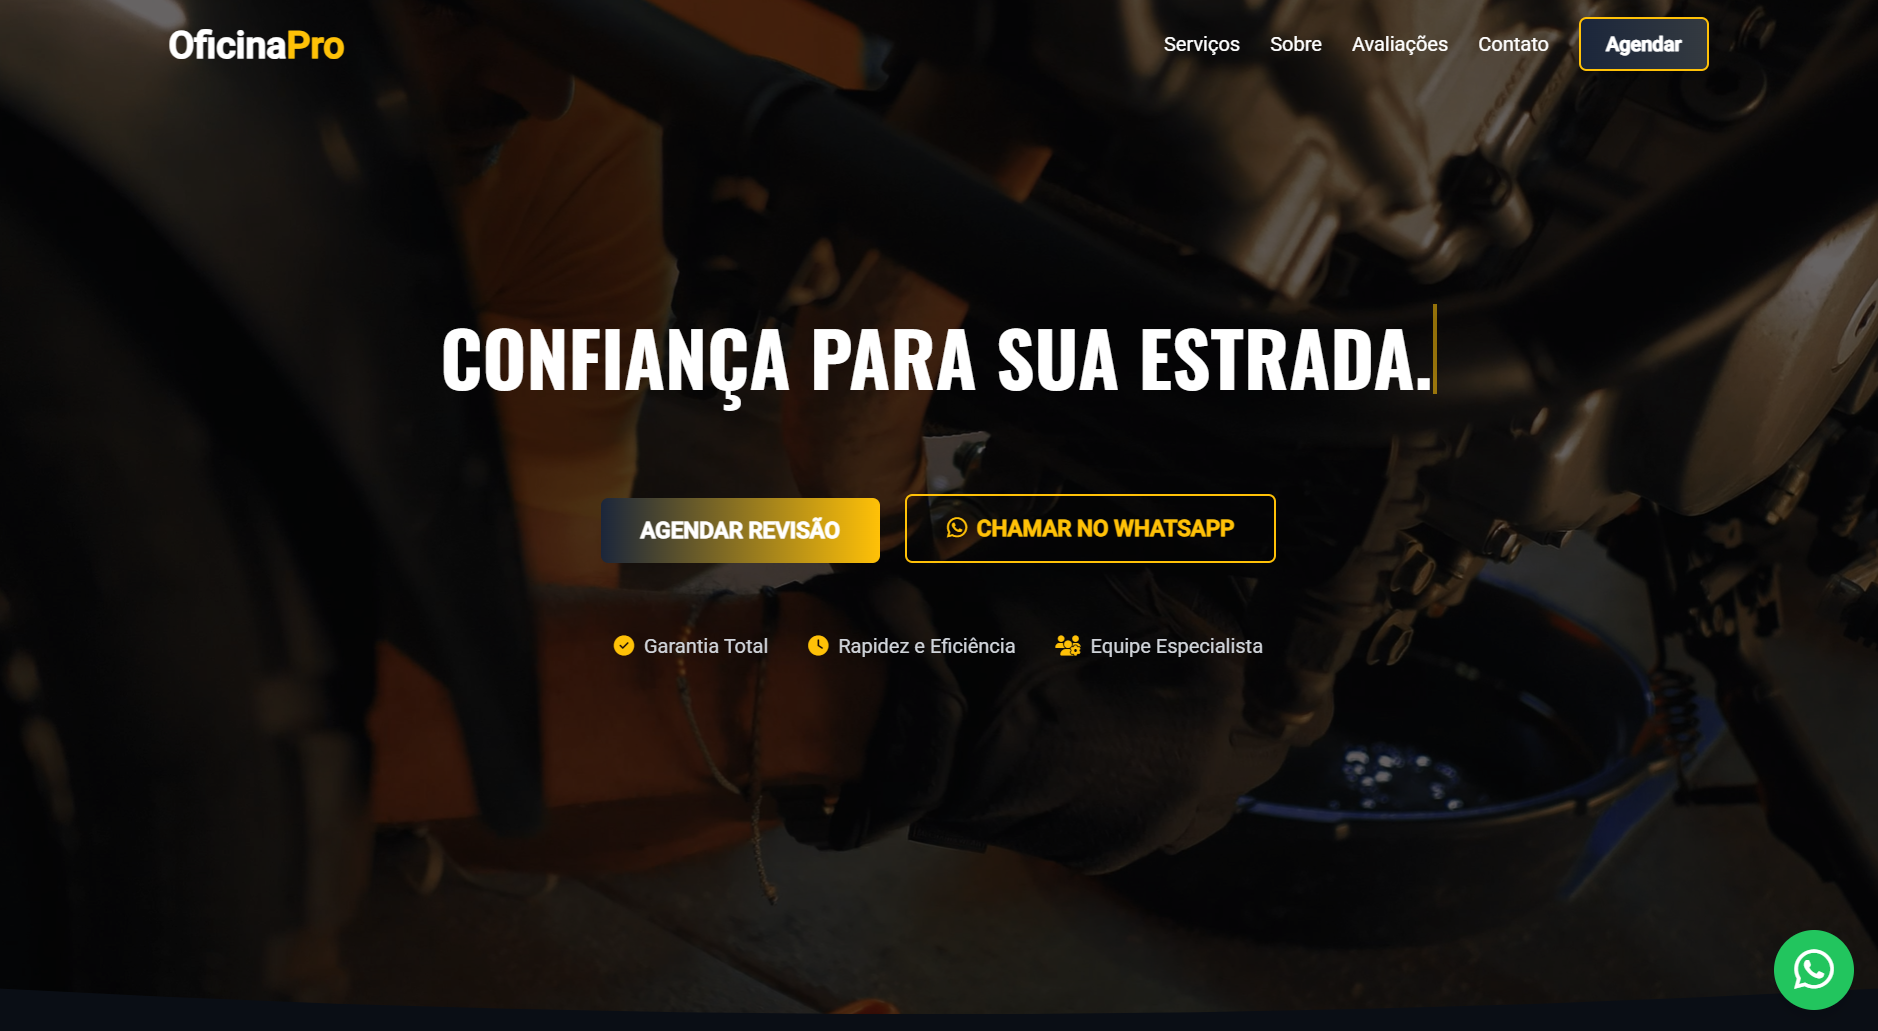 OficinaPro
Serviços Sobre Avaliações Contato Agendar
CONFIANÇA PARA SUA ESTRADA.
AGENDAR REVISÃO
CHAMAR NO WHATSAPP
Garantia Total Rapidez e Eficiência Equipe Especialista